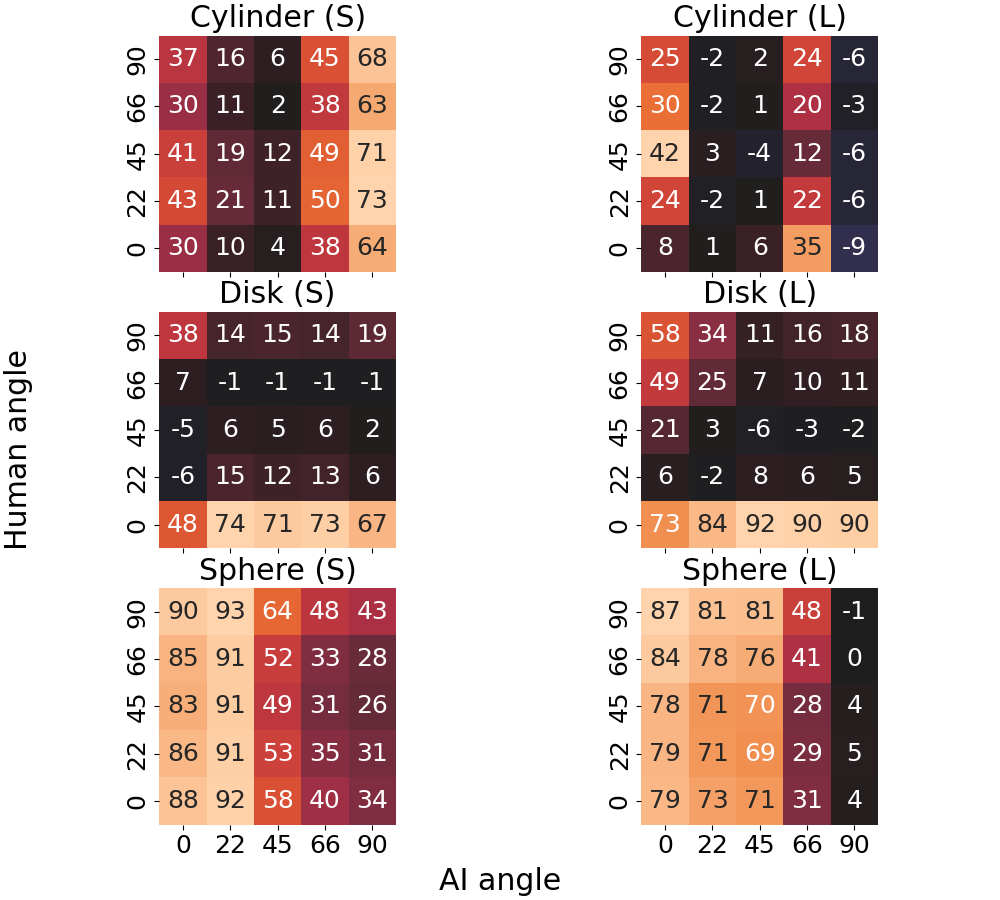 Cylinder (S) Cylinder (L)
90 37 16 6 45 68 90 25 -2 2 24 -6
66 30 11 2 38 63 66 30 -2 1 20 -3
45 41 19 12 49 71 45 42 3 -4 12 -6
22 43 21 11 50 73 22 24 -2 1 22 -6
0 30 10 4 38 64 0 8 1 6 35 -9
Disk (S) Disk (L)
90 38 14 15 14 19 90 58 34 11 16 18
66 7 -1 -1 -1 -1 66 49 25 7 10 11
45 -5 6 5 6 2 45 21 3 -6 -3 -2
22 -6 15 12 13 6 22 6 -2 8 6 5
0 48 74 71 73 67 0 73 84 92 90 90
Human angle
Sphere (S) Sphere (L)
90 90 93 64 48 43 90 87 81 81 48 -1
66 85 91 52 33 28 66 84 78 76 41 0
45 83 91 49 31 26 45 78 71 70 28 4
22 86 91 53 35 31 22 79 71 69 29 5
0 88 92 58 40 34 0 79 73 71 31 4
0 22 45 66 90 0 22 45 66 90
AI angle